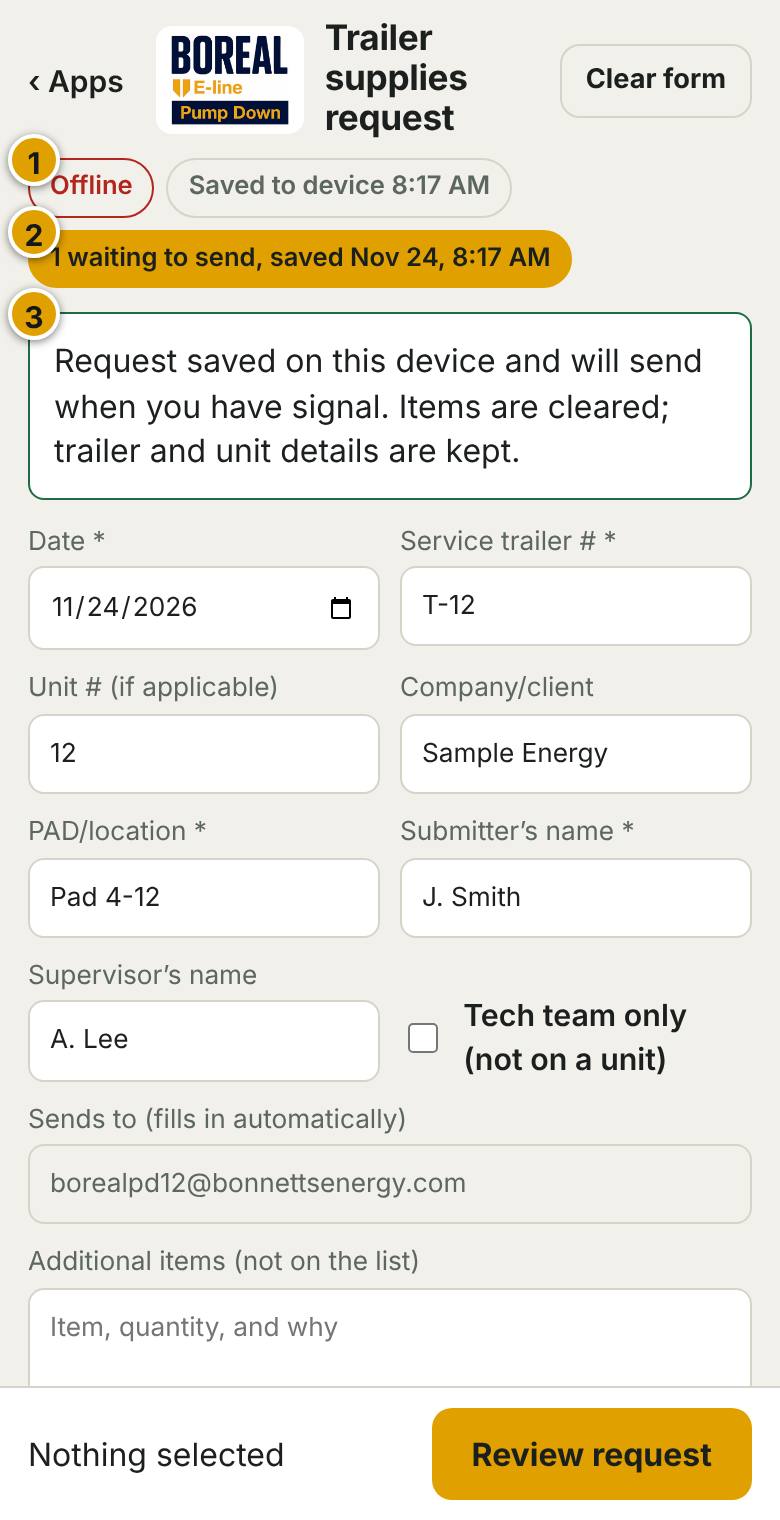 ‹ Apps
BOREAL
E-line
Pump Down
Trailer
supplies
request
Clear form
1
Offline
Saved to device 8:17 AM
2
1 waiting to send, saved Nov 24, 8:17 AM
3
Request saved on this device and will send
when you have signal. Items are cleared;
trailer and unit details are kept.
Date *
Service trailer # *
11/24/2026
T-12
Unit # (if applicable)
Company/client
12
Sample Energy
PAD/location *
Submitter’s name *
Pad 4-12
J. Smith
Supervisor’s name
A. Lee
Tech team only
(not on a unit)
Sends to (fills in automatically)
borealpd12@bonnettsenergy.com
Additional items (not on the list)
Item, quantity, and why
Nothing selected
Review request